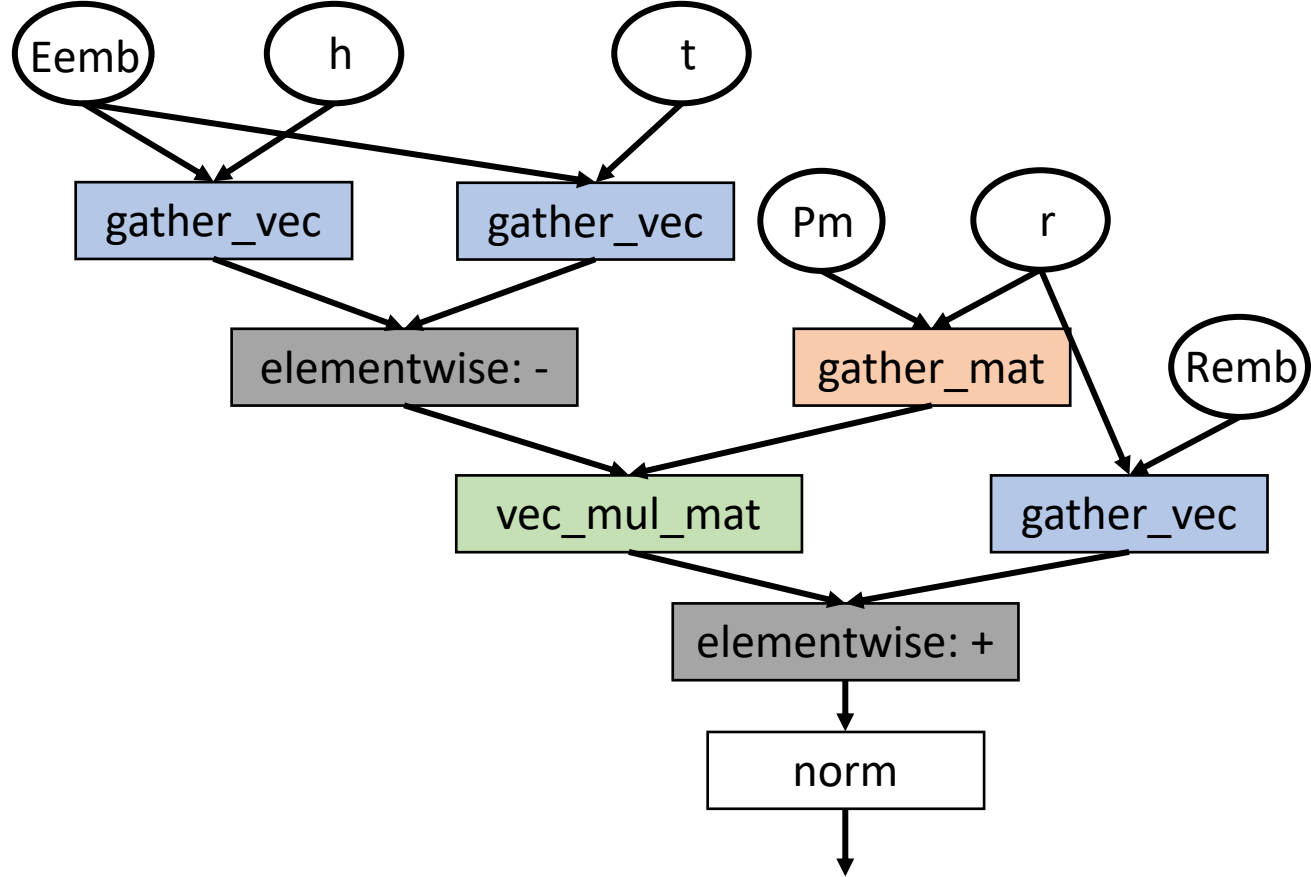 Eemb
h
t
gather_vec
gather_vec
Pm
r
elementwise: -
gather_mat
Remb
vec_mul_mat
gather_vec
elementwise: +
norm